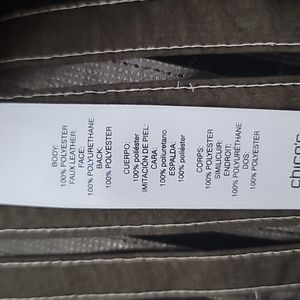 BODY:
100% POLYESTER
FAUX LEATHER:
FACE:
100% POLYURETHANE
BACK:
100% POLYESTER
CUERPO:
100% poliéster
IMITACIÓN DE PIEL:
CARA:
100% poliuretano
ESPALDA:
100% poliéster
CORPS:
100% POLYESTER
SIMILICUIR:
ENDROIT:
100% POLYURÉTHANE
DOS:
100% POLYESTER
chico's